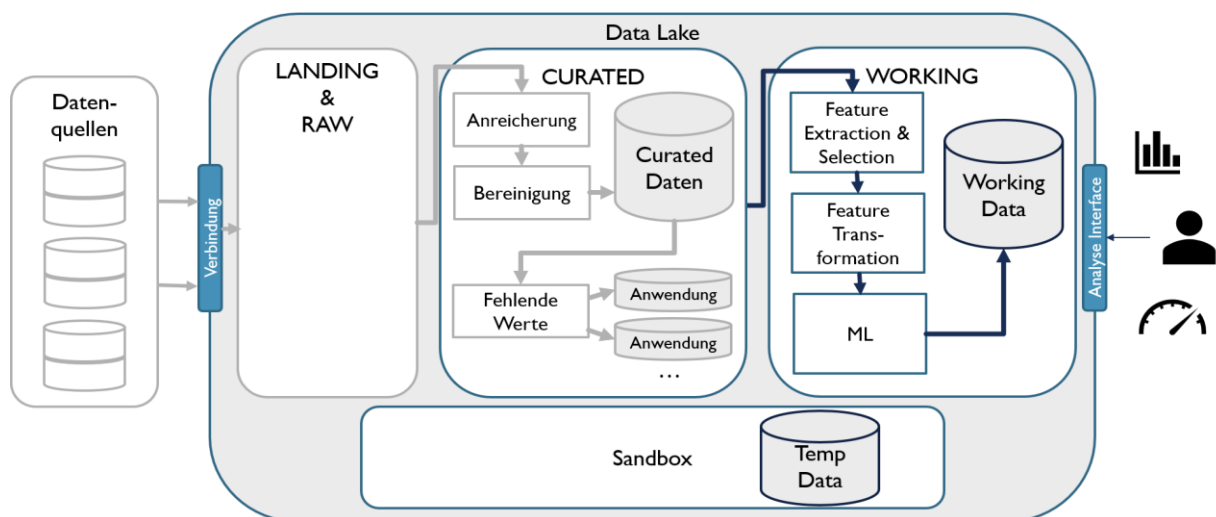 Data Lake
Daten-
quellen
Verbindung
LANDING
&
RAW
CURATED
Anreicherung
Bereinigung
Curated
Daten
Fehlende
Werte
Anwendung
Anwendung
...
WORKING
Feature
Extraction &
Selection
Feature
Trans-
formation
ML
Working
Data
Analyse Interface
Sandbox
Temp
Data